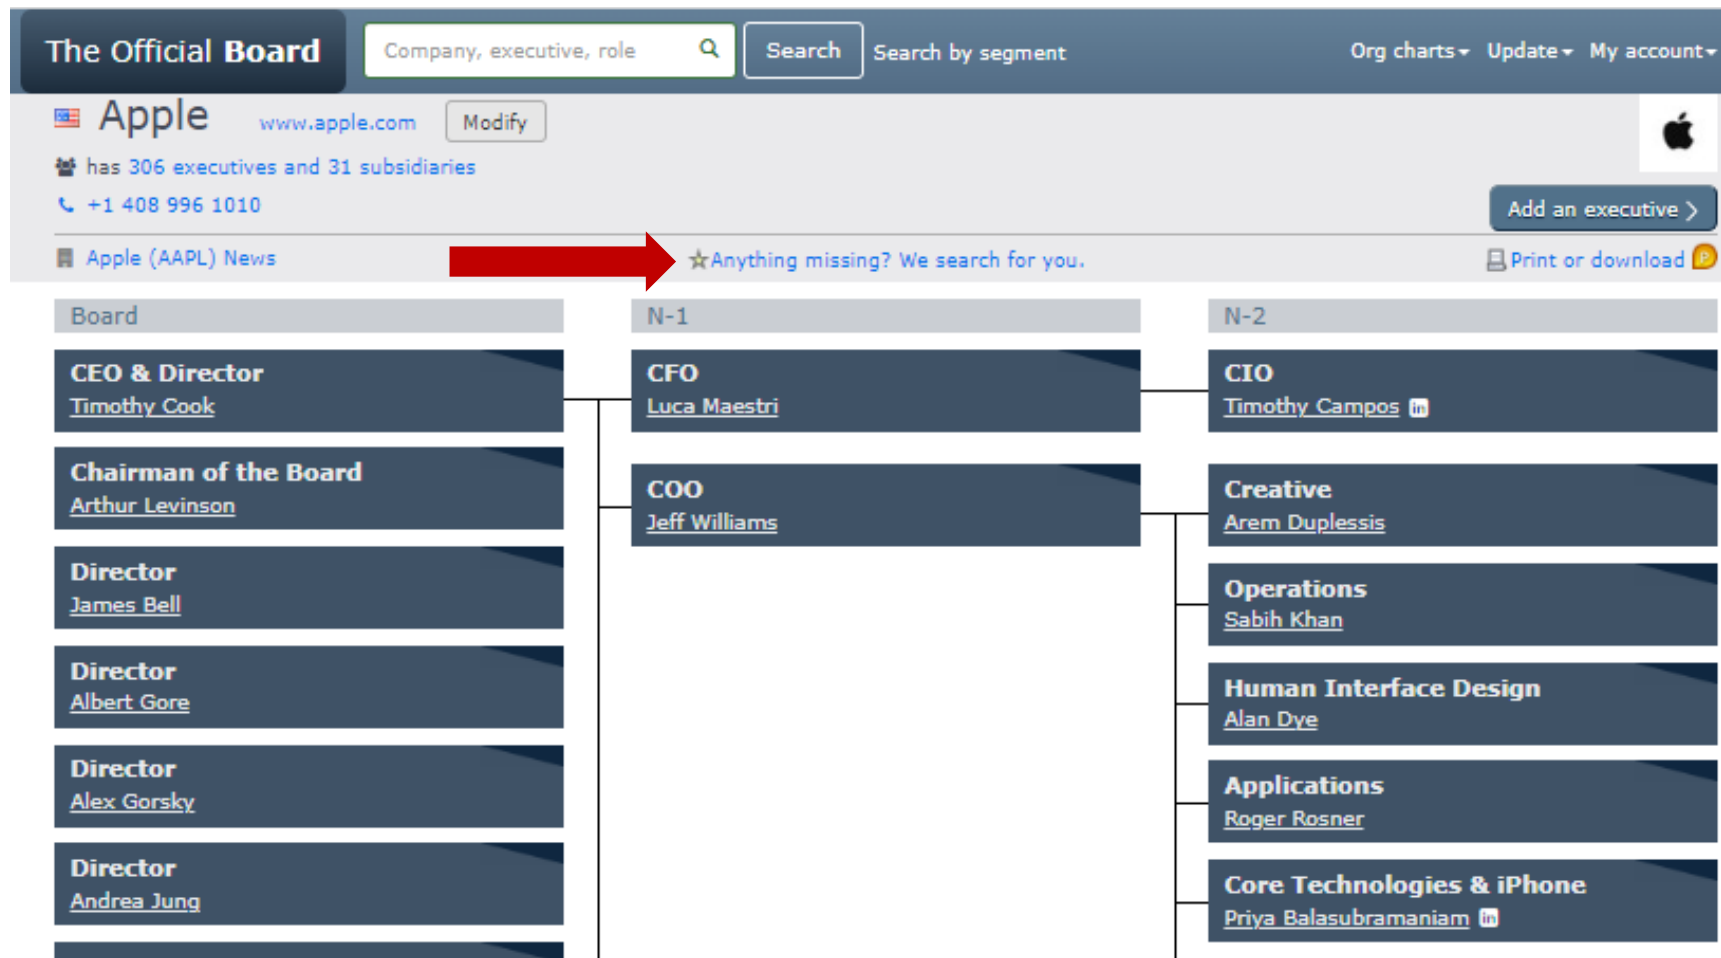 The Official Board
Company, executive, role
Search
Search by segment
Org charts
Update
My account
Apple
www.apple.com
Modify
has 306 executives and 31 subsidiaries
+1 408 996 1010
Add an executive
Apple (AAPL) News
Anything missing? We search for you.
Print or download
P
Board
N-1
N-2
CEO & Director
Timothy Cook
CFO
Luca Maestri
CIO
Timothy Campos
in
Chairman of the Board
Arthur Levinson
COO
Jeff Williams
Creative
Arem Duplessis
Director
James Bell
Operations
Sabih Khan
Director
Albert Gore
Human Interface Design
Alan Dye
Director
Alex Gorsky
Applications
Roger Rosner
Director
Andrea Jung
Core Technologies & iPhone
Priya Balasubramaniam
in